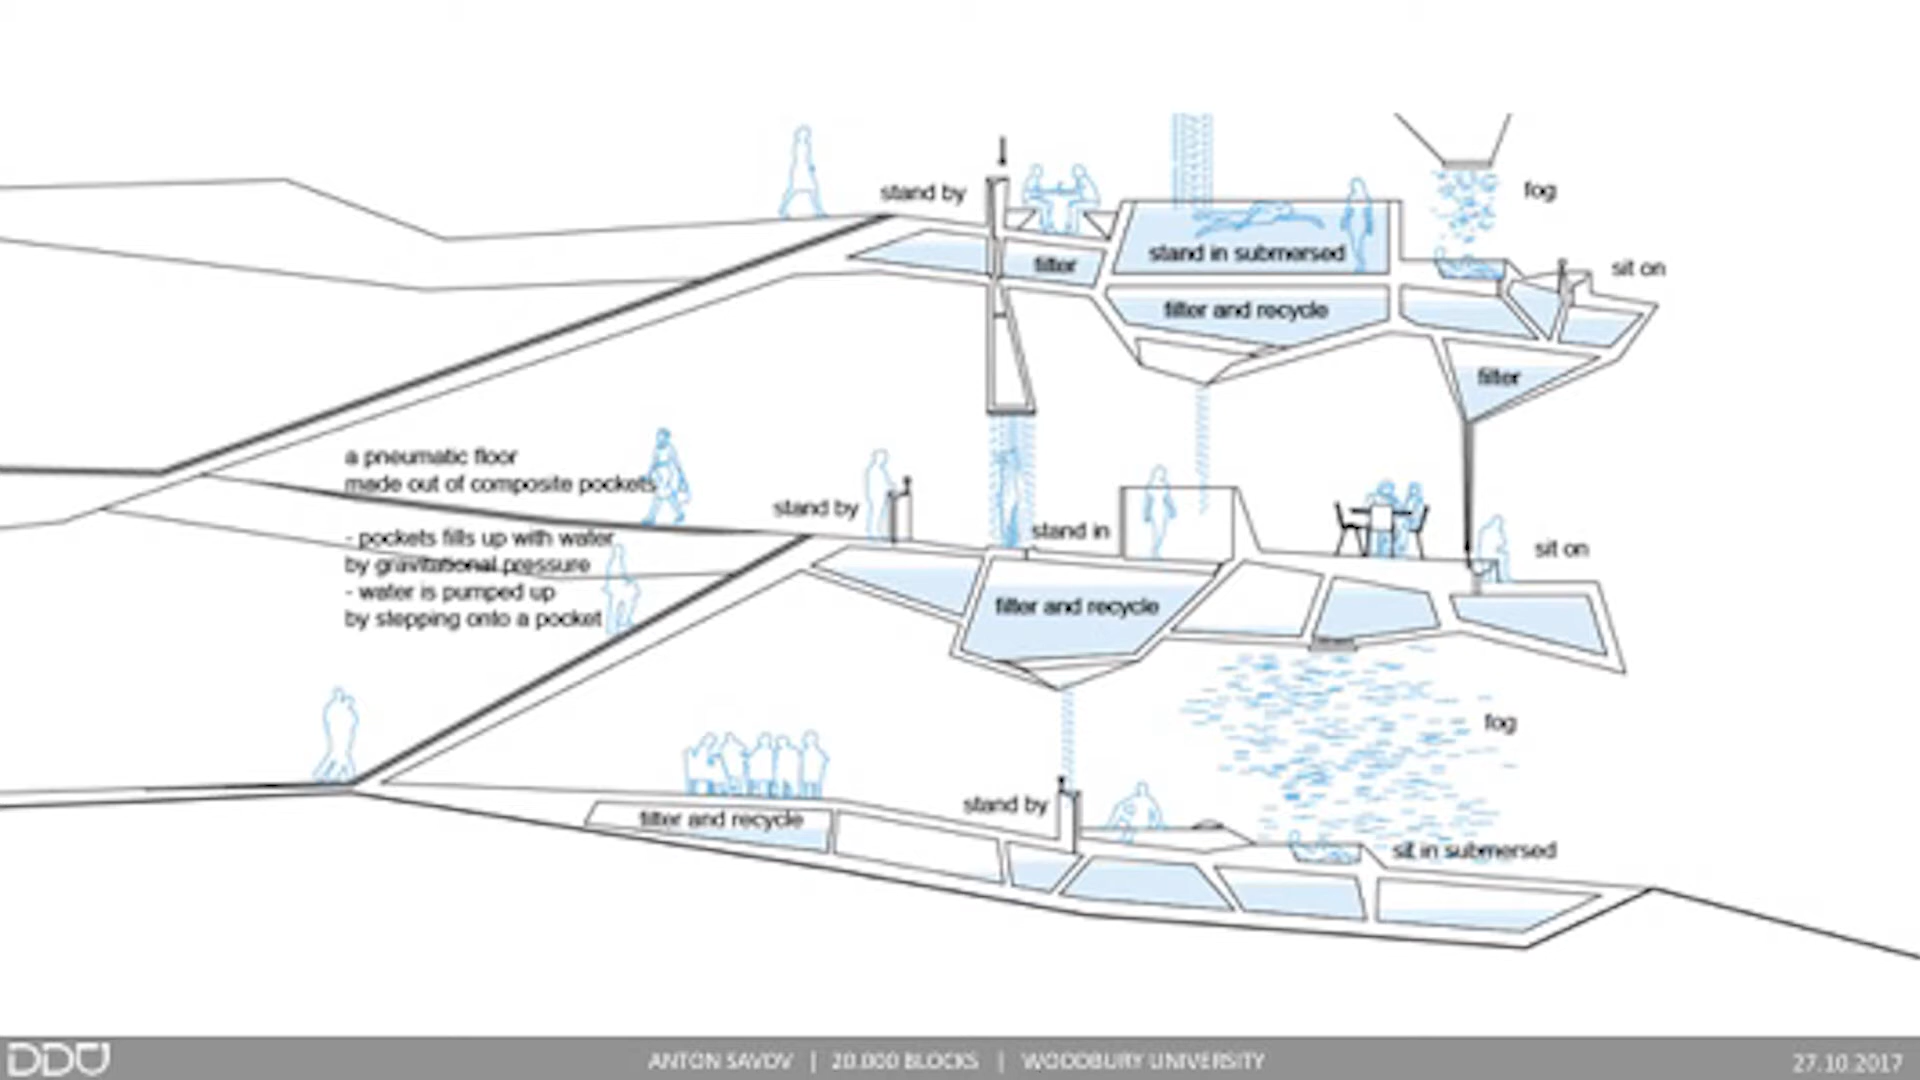 stand by
fog
filter
stand in submersed
sit on
filter and recycle
filter
a pneumatic floor
made out of composite pockets
stand by
- pockets fills up with water
by gravitational pressure
- water is pumped up
by stepping onto a pocket
stand in
sit on
filter and recycle
fog
stand by
filter and recycle
sit in submersed
DDU
ANTON SAVOV | 20.000 BLOCKS | WOODBURY UNIVERSITY
27.10.2017